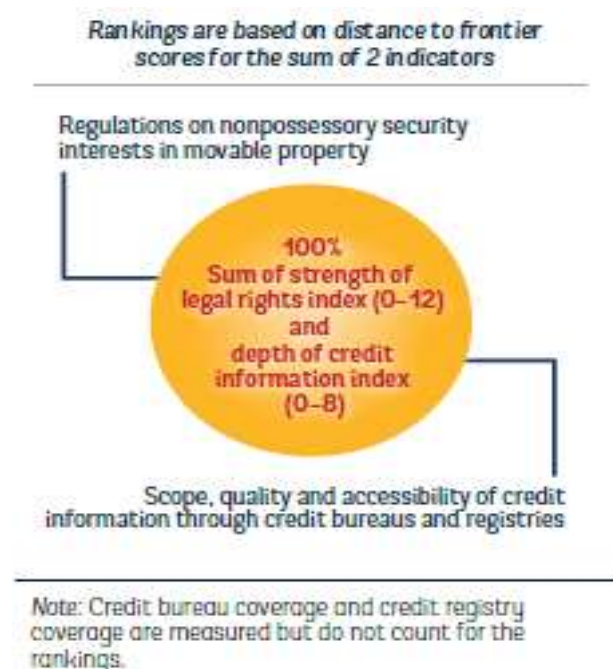 Rankings are based on distance to frontier
scores for the sum of 2 indicators
Regulations on nonpossessory security
interests in movable property
100%
Sum of strength of
legal rights index (0–12)
and
depth of credit
information index
(0–8)
Scope, quality and accessibility of credit
information through credit bureaus and registries
Note: Credit bureau coverage and credit registry
coverage are measured but do not count for the
rankings.